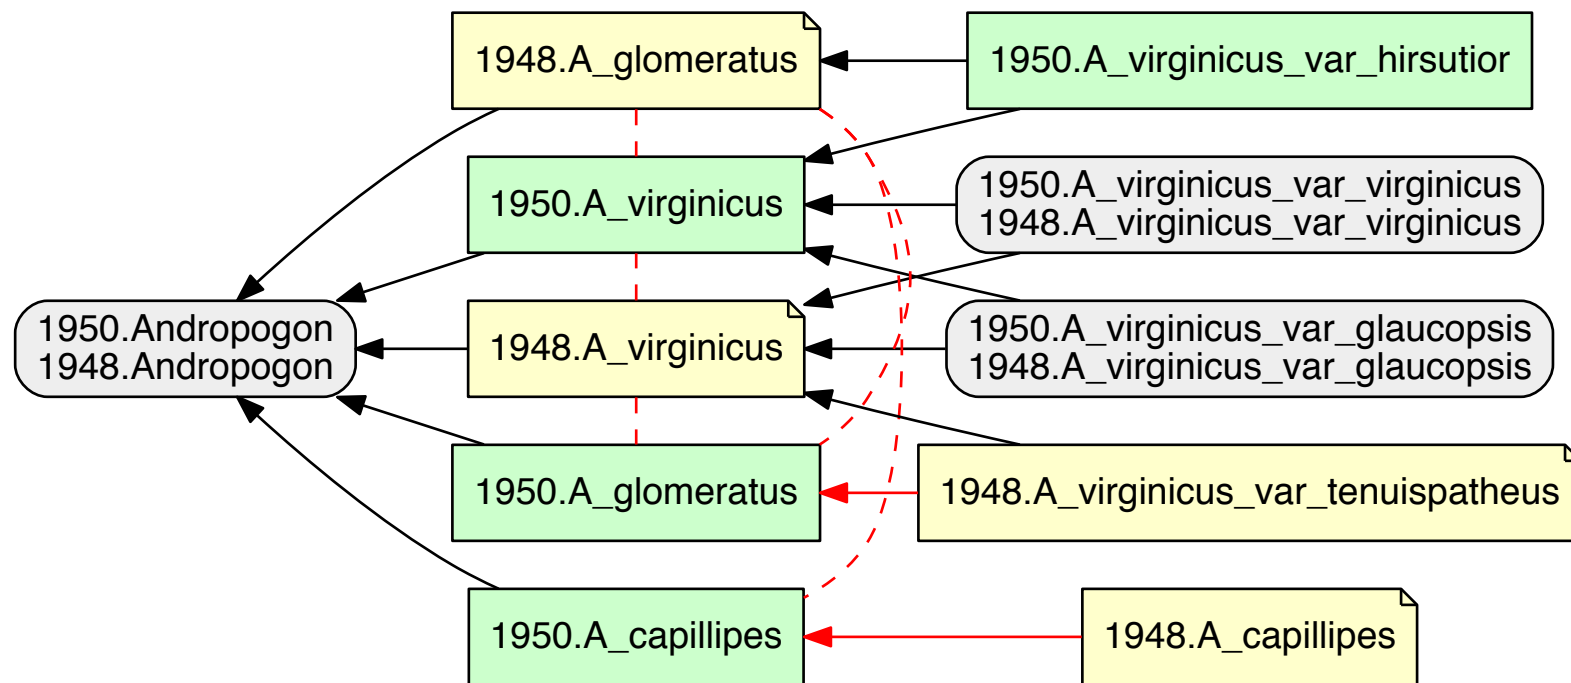 1948.A_glomeratus
1950.A_virginicus_var_hirsutior
1950.A_virginicus
1950.A_virginicus_var_virginicus
1948.A_virginicus_var_virginicus
1950.Andropogon
1948.Andropogon
1948.A_virginicus
1950.A_virginicus_var_glaucopsis
1948.A_virginicus_var_glaucopsis
1950.A_glomeratus
1948.A_virginicus_var_tenuispatheus
1950.A_capillipes
1948.A_capillipes